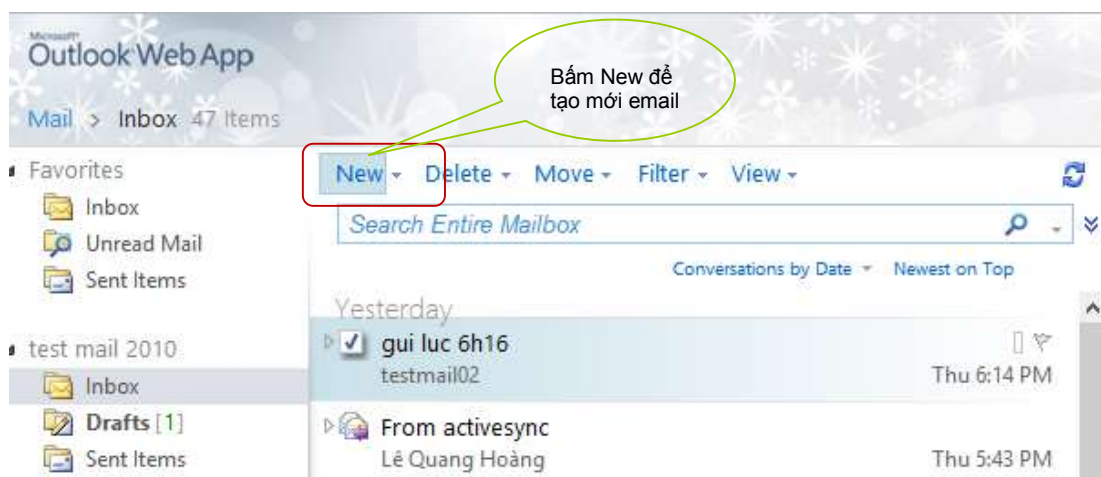 Microsoft®
Outlook Web App
Bấm New để
tạo mới email
Mail > Inbox 47 Items
Favorites
Inbox
Unread Mail
Sent Items
test mail 2010
Inbox
Drafts [1]
Sent Items
New Delete Move Filter View
Search Entire Mailbox
Conversations by Date Newest on Top
Yesterday
gui luc 6h16
testmail02 Thu 6:14 PM
From activesync
Lê Quang Hoàng Thu 5:43 PM